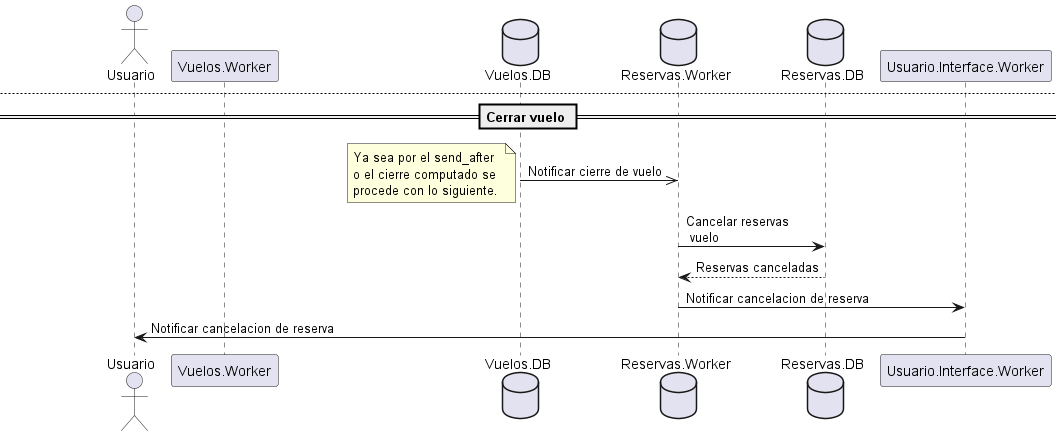 Usuario
Vuelos.Worker
Vuelos.DB
Reservas.Worker
Reservas.DB
Usuario.Interface.Worker
Cerrar vuelo
Ya sea por el send_after
o el cierre computado se
procede con lo siguiente.
Notificar cierre de vuelo
Cancelar reservas
vuelo
Reservas canceladas
Notificar cancelacion de reserva
Notificar cancelacion de reserva
Usuario
Vuelos.Worker
Vuelos.DB
Reservas.Worker
Reservas.DB
Usuario.Interface.Worker